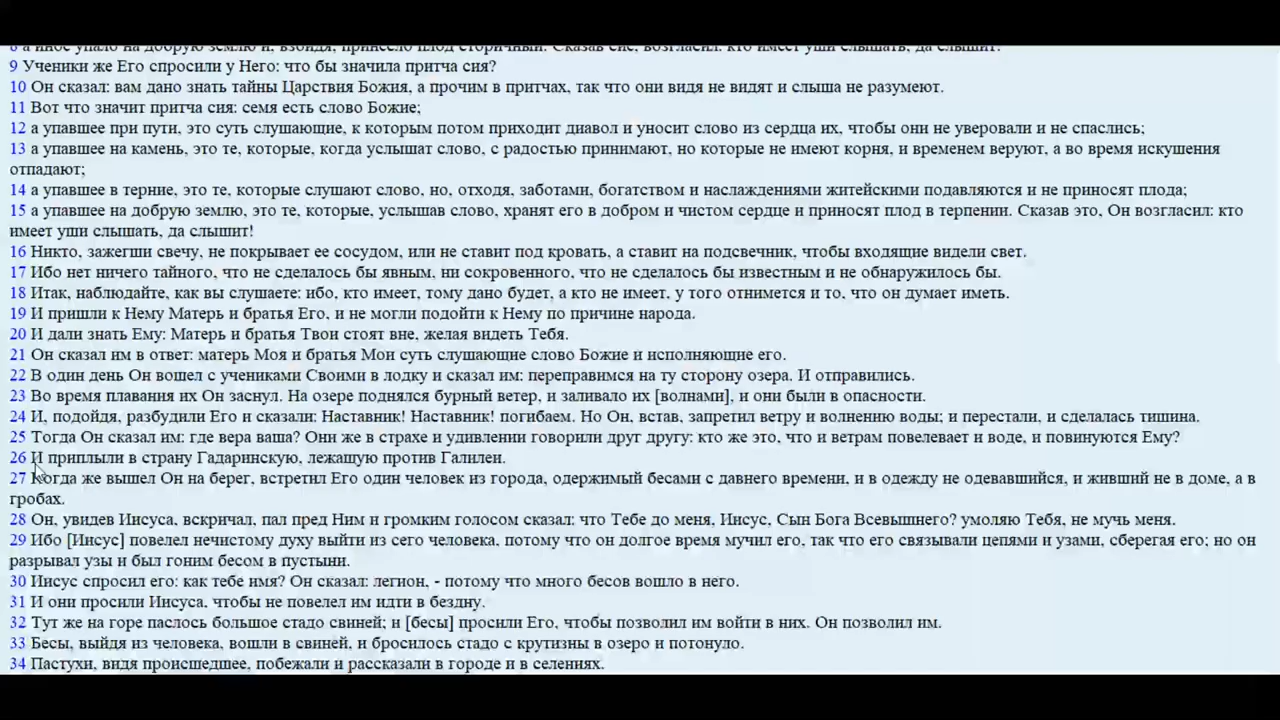 8 а иное упало на добрую землю и, взойдя, принесло плод сторичный. Сказав сие, возгласил: кто имеет уши слышать, да слышит!
9 Ученики же Его спросили у Него: что бы значила притча сия?
10 Он сказал: вам дано знать тайны Царствия Божия, а прочим в притчах, так что они видя не видят и слыша не разумеют.
11 Вот что значит притча сия: семя есть слово Божие;
12 а упавшее при пути, это суть слушающие, к которым потом приходит диавол и уносит слово из сердца их, чтобы они не уверовали и не спаслись;
13 а упавшее на камень, это те, которые, когда услышат слово, с радостью принимают, но которые не имеют корня, и временем веруют, а во время искушения
отпадают;
14 а упавшее в терние, это те, которые слушают слово, но, отходя, заботами, богатством и наслаждениями житейскими подавляются и не приносят плода;
15 а упавшее на добрую землю, это те, которые, услышав слово, хранят его в добром и чистом сердце и приносят плод в терпении. Сказав это, Он возгласил: кто
имеет уши слышать, да слышит!
16 Никто, зажегши свечу, не покрывает ее сосудом, или не ставит под кровать, а ставит на подсвечник, чтобы входящие видели свет.
17 Ибо нет ничего тайного, что не сделалось бы явным, ни сокровенного, что не сделалось бы известным и не обнаружилось бы.
18 Итак, наблюдайте, как вы слушаете: ибо, кто имеет, тому дано будет, а кто не имеет, у того отнимется и то, что он думает иметь.
19 И пришли к Нему Матерь и братья Его, и не могли подойти к Нему по причине народа.
20 И дали знать Ему: Матерь и братья Твои стоят вне, желая видеть Тебя.
21 Он сказал им в ответ: матерь Моя и братья Мои суть слушающие слово Божие и исполняющие его.
22 В один день Он вошел с учениками Своими в лодку и сказал им: переправимся на ту сторону озера. И отправились.
23 Во время плавания их Он заснул. На озере поднялся бурный ветер, и заливало их [волнами], и они были в опасности.
24 И, подойдя, разбудили Его и сказали: Наставник! Наставник! погибаем. Но Он, встав, запретил ветру и волнению воды; и перестали, и сделалась тишина.
25 Тогда Он сказал им: где вера ваша? Они же в страхе и удивлении говорили друг другу: кто же это, что и ветрам повелевает и воде, и повинуются Ему?
26 И приплыли в страну Гадаринскую, лежащую против Галилеи.
27 Когда же вышел Он на берег, встретил Его один человек из города, одержимый бесами с давнего времени, и в одежду не одевавшийся, и живший не в доме, а в
гробах.
28 Он, увидев Иисуса, вскричал, пал пред Ним и громким голосом сказал: что Тебе до меня, Иисус, Сын Бога Всевышнего? умоляю Тебя, не мучь меня.
29 Ибо [Иисус] повелел нечистому духу выйти из сего человека, потому что он долгое время мучил его, так что его связывали цепями и узами, сберегая его; но он
разрывал узы и был гоним бесом в пустыни.
30 Иисус спросил его: как тебе имя? Он сказал: легион, - потому что много бесов вошло в него.
31 И они просили Иисуса, чтобы не повелел им идти в бездну.
32 Тут же на горе паслось большое стадо свиней; и [бесы] просили Его, чтобы позволил им войти в них. Он позволил им.
33 Бесы, выйдя из человека, вошли в свиней, и бросилось стадо с крутизны в озеро и потонуло.
34 Пастухи, видя происшедшее, побежали и рассказали в городе и в селениях.